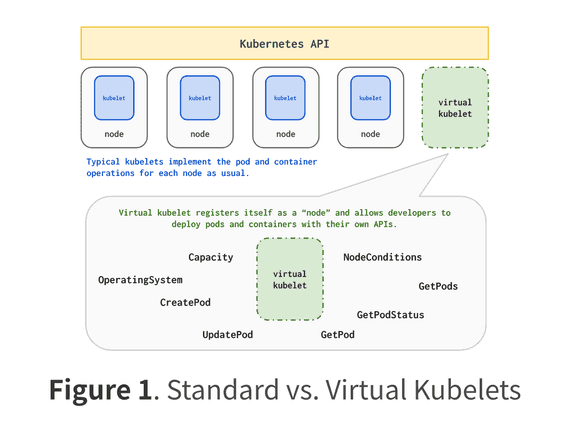 Kubernetes API
kubelet
kubelet
kubelet
kubelet
virtual
kubelet
node
node
node
node
Typical kubelets implement the pod and container
operations for each node as usual.
Virtual kubelet registers itself as a “node” and allows developers to
deploy pods and containers with their own APIs.
Capacity
NodeConditions
OperatingSystem
virtual
kubelet
GetPods
CreatePod
GetPodStatus
UpdatePod
GetPod
Figure 1. Standard vs. Virtual Kubelets